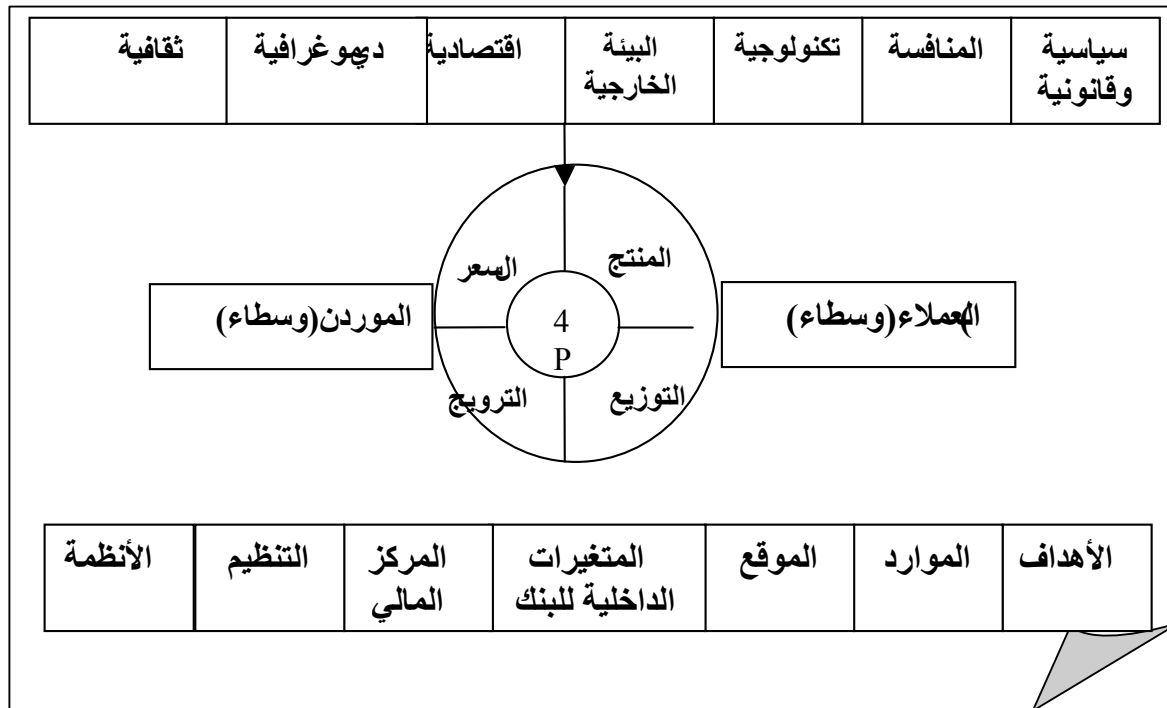 سياسية
وقانونية
المنافسة
تكنولوجية
البيئة
الخارجية
اقتصادية
ديموغرافية
ثقافية
المنتج
السعر
4
P
العملاء(وسطاء)
الموردن(وسطاء)
التوزيع
الترويج
الأهداف
الموارد
الموقع
المتغيرات
الداخلية للبنك
المركز
المالي
التنظيم
الأنظمة